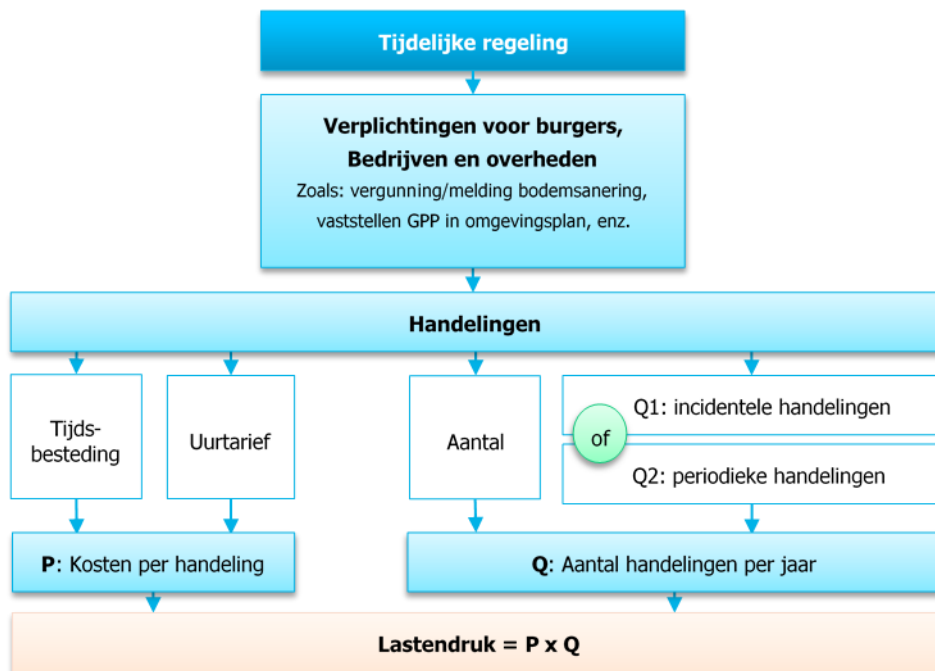 Tijdelijke regeling
Verplichtingen voor burgers,
Bedrijven en overheden
Zoals: vergunning/melding bodemsanering,
vaststellen GPP in omgevingsplan, enz.
Handelingen
Tijds-
besteding
Uurtarief
Aantal
Q1: incidentele handelingen
of
Q2: periodieke handelingen
P: Kosten per handeling
Q: Aantal handelingen per jaar
Lastendruk = P x Q